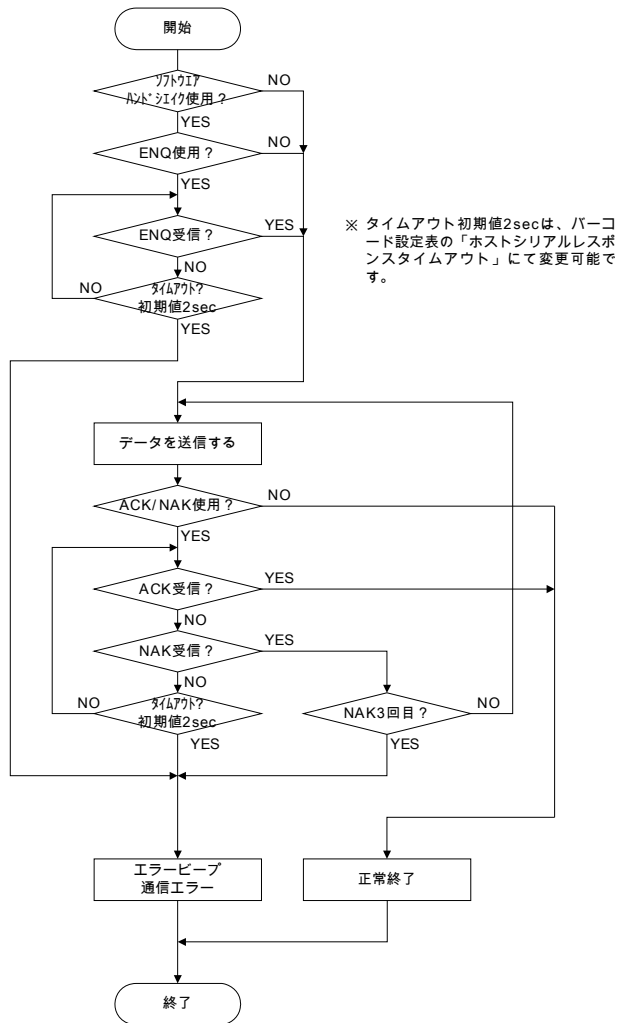 開始
ソフトウエア
ハンドシエイク使用？
NO
YES
ENQ使用？
NO
YES
ENQ受信？
YES
※ タイムアウト初期値2secは、バーコ
ード設定表の「ホストシリアルレスポ
ンスタイムアウト」にて変更可能で
す。
NO
NO
タイムアウト?
初期値2sec
YES
データを送信する
ACK/NAK使用？
NO
YES
ACK受信？
YES
NO
NAK受信？
YES
NO
NO
タイムアウト?
初期値2sec
YES
NAK3回目？
NO
YES
エラービープ
通信エラー
正常終了
終了